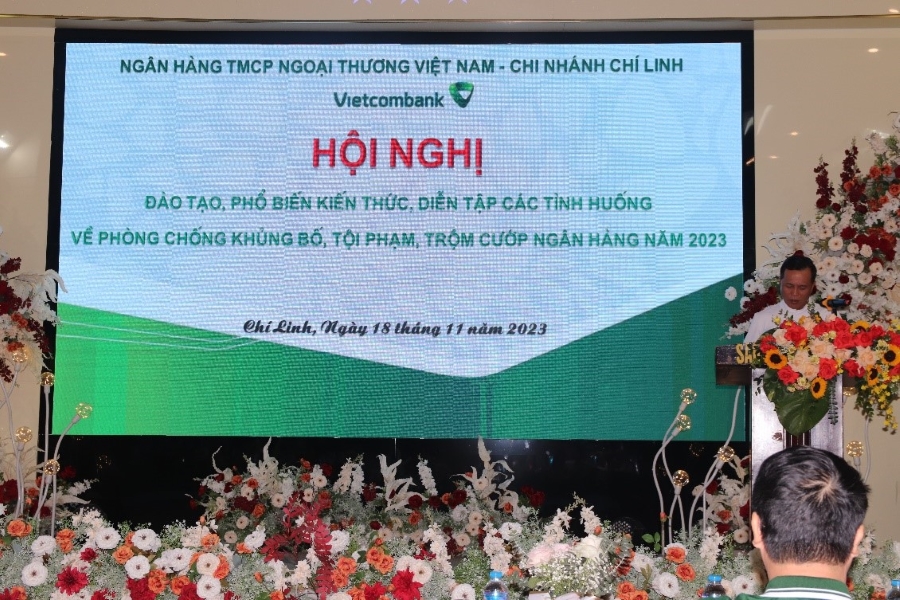 NGÂN HÀNG TMCP NGOẠI THƯƠNG VIỆT NAM - CHI NHÁNH CHÍ LINH
Vietcombank
HỘI NGHỊ
ĐÀO TẠO, PHỔ BIẾN KIẾN THỨC, DIỄN TẬP CÁC TÌNH HUỐNG
VỀ PHÒNG CHỐNG KHỦNG BỐ, TỘI PHẠM, TRỘM CƯỚP NGÂN HÀNG NĂM 2023
Chí Linh, Ngày 18 tháng 11 năm 2023